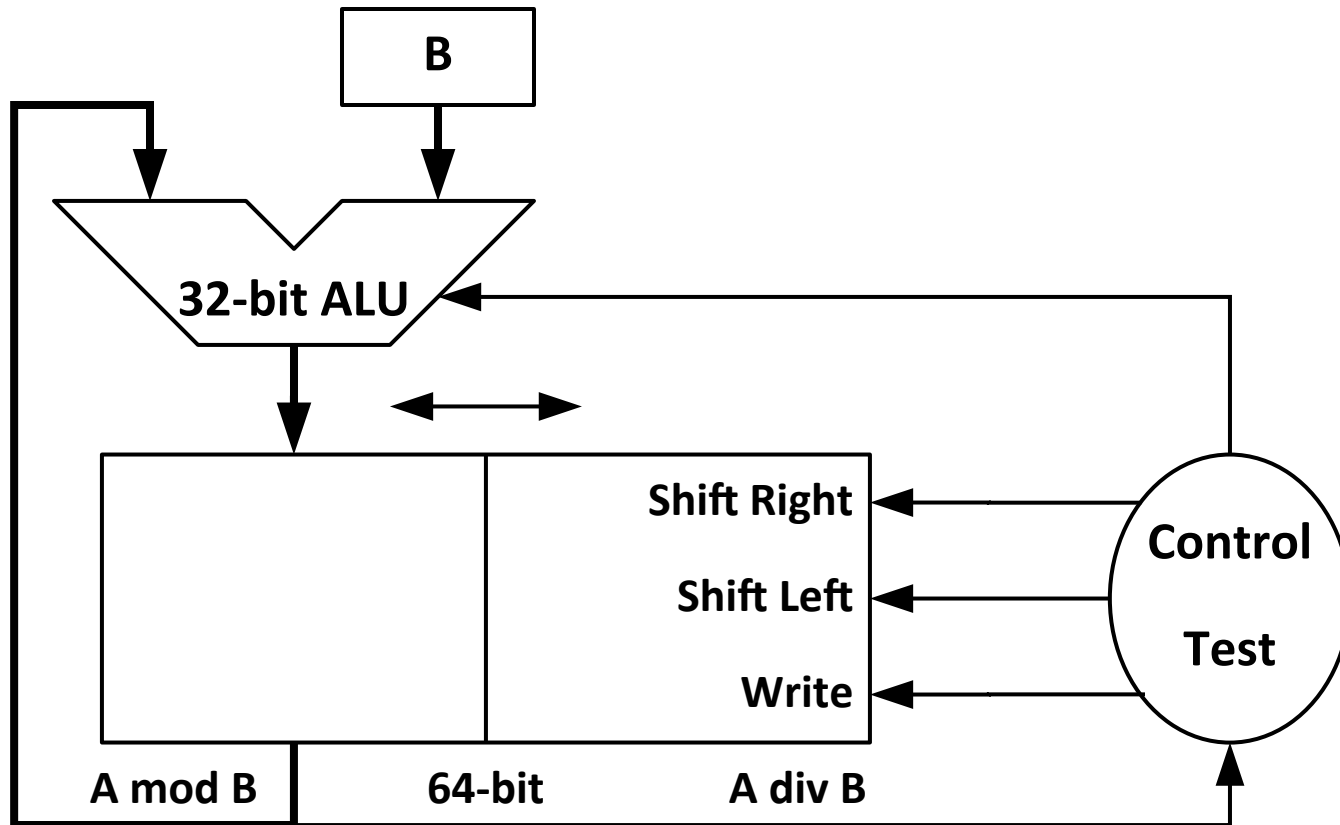 B
32-bit ALU
Shift Right
Control
Shift Left
Test
Write
A mod B
64-bit
A div B